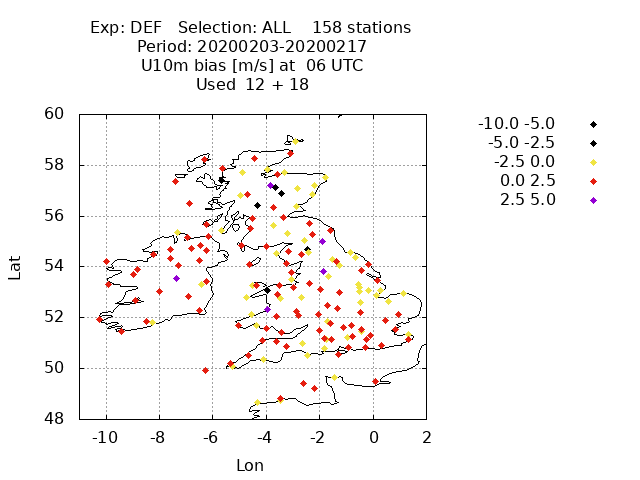 Exp: DEF   Selection: ALL    158 stations
Period: 20200203-20200217
U10m bias [m/s] at  06 UTC
Used  12 + 18
-10.0 -5.0
-5.0 -2.5
-2.5 0.0
0.0 2.5
2.5 5.0
60
58
56
54
52
50
48
Lat
-10 -8 -6 -4 -2 0 2
Lon